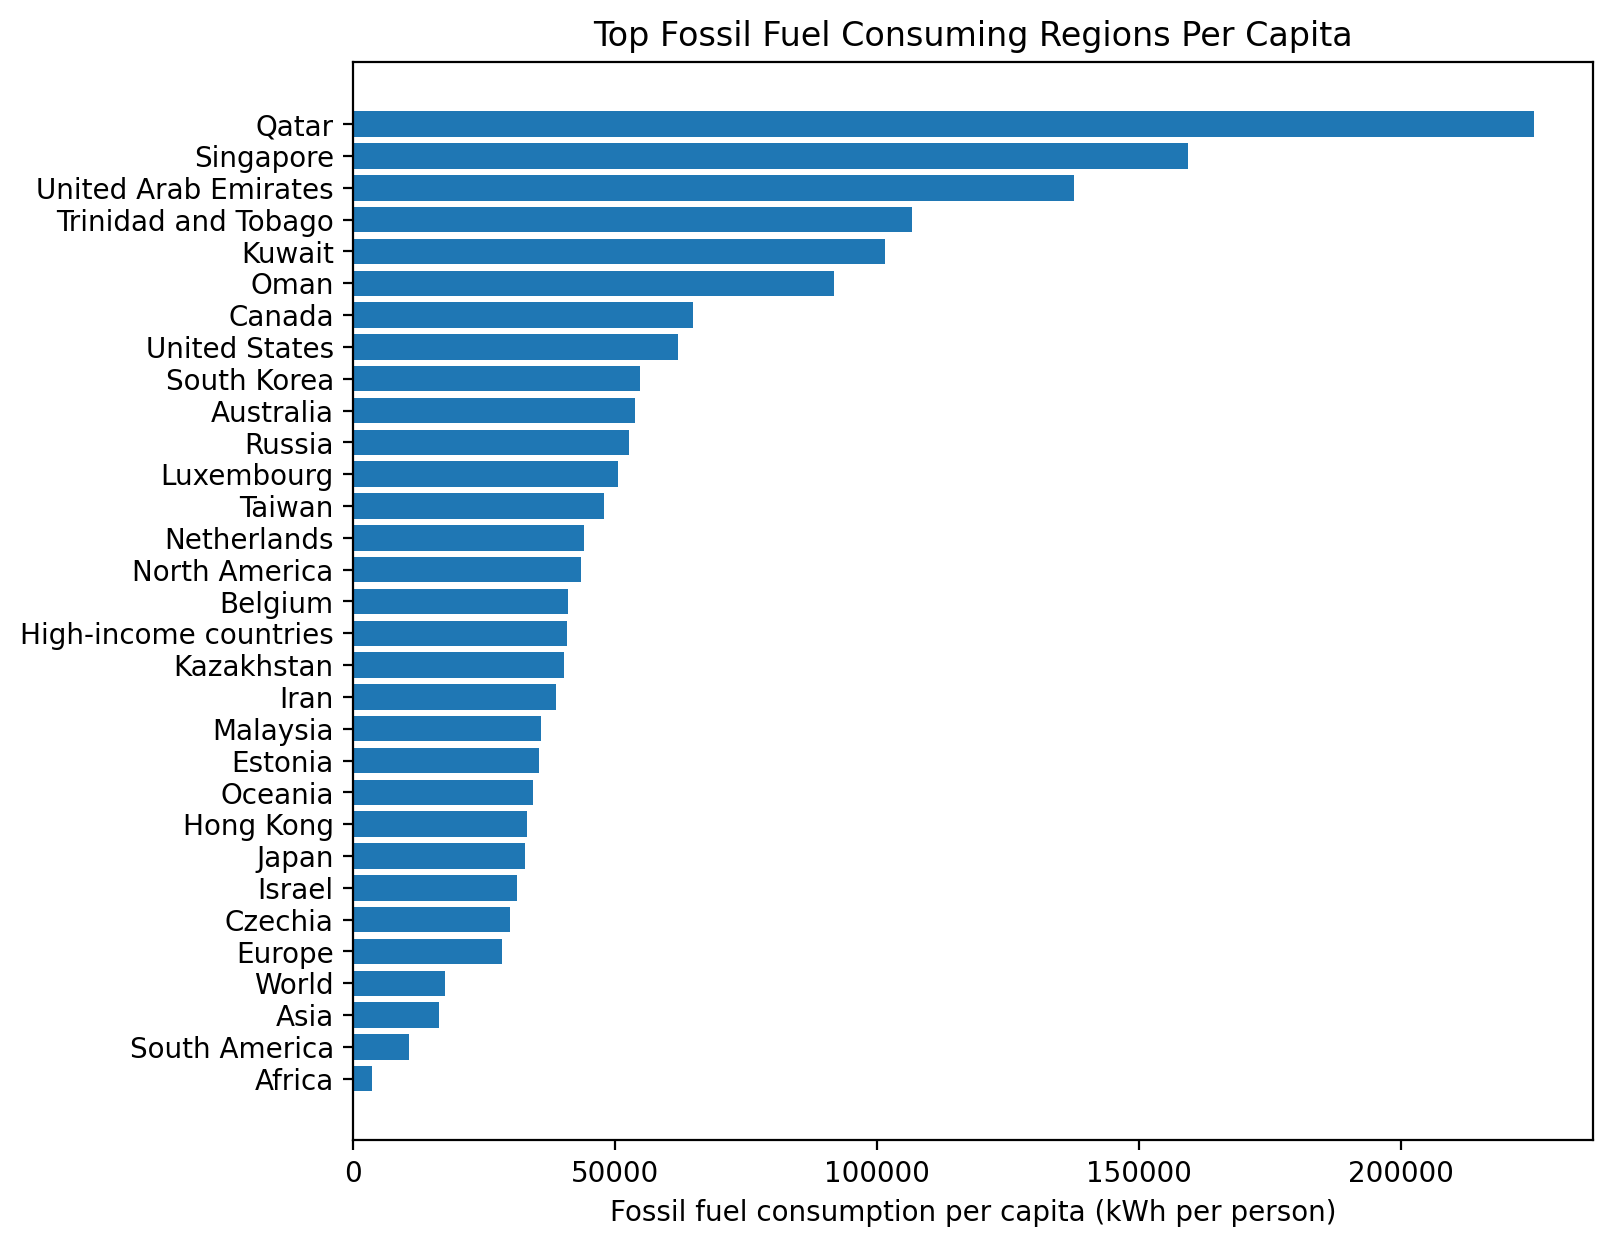 Top Fossil Fuel Consuming Regions Per Capita
Qatar
Singapore
United Arab Emirates
Trinidad and Tobago
Kuwait
Oman
Canada
United States
South Korea
Australia
Russia
Luxembourg
Taiwan
Netherlands
North America
Belgium
High-income countries
Kazakhstan
Iran
Malaysia
Estonia
Oceania
Hong Kong
Japan
Israel
Czechia
Europe
World
Asia
South America
Africa
0 50000 100000 150000 200000
Fossil fuel consumption per capita (kWh per person)